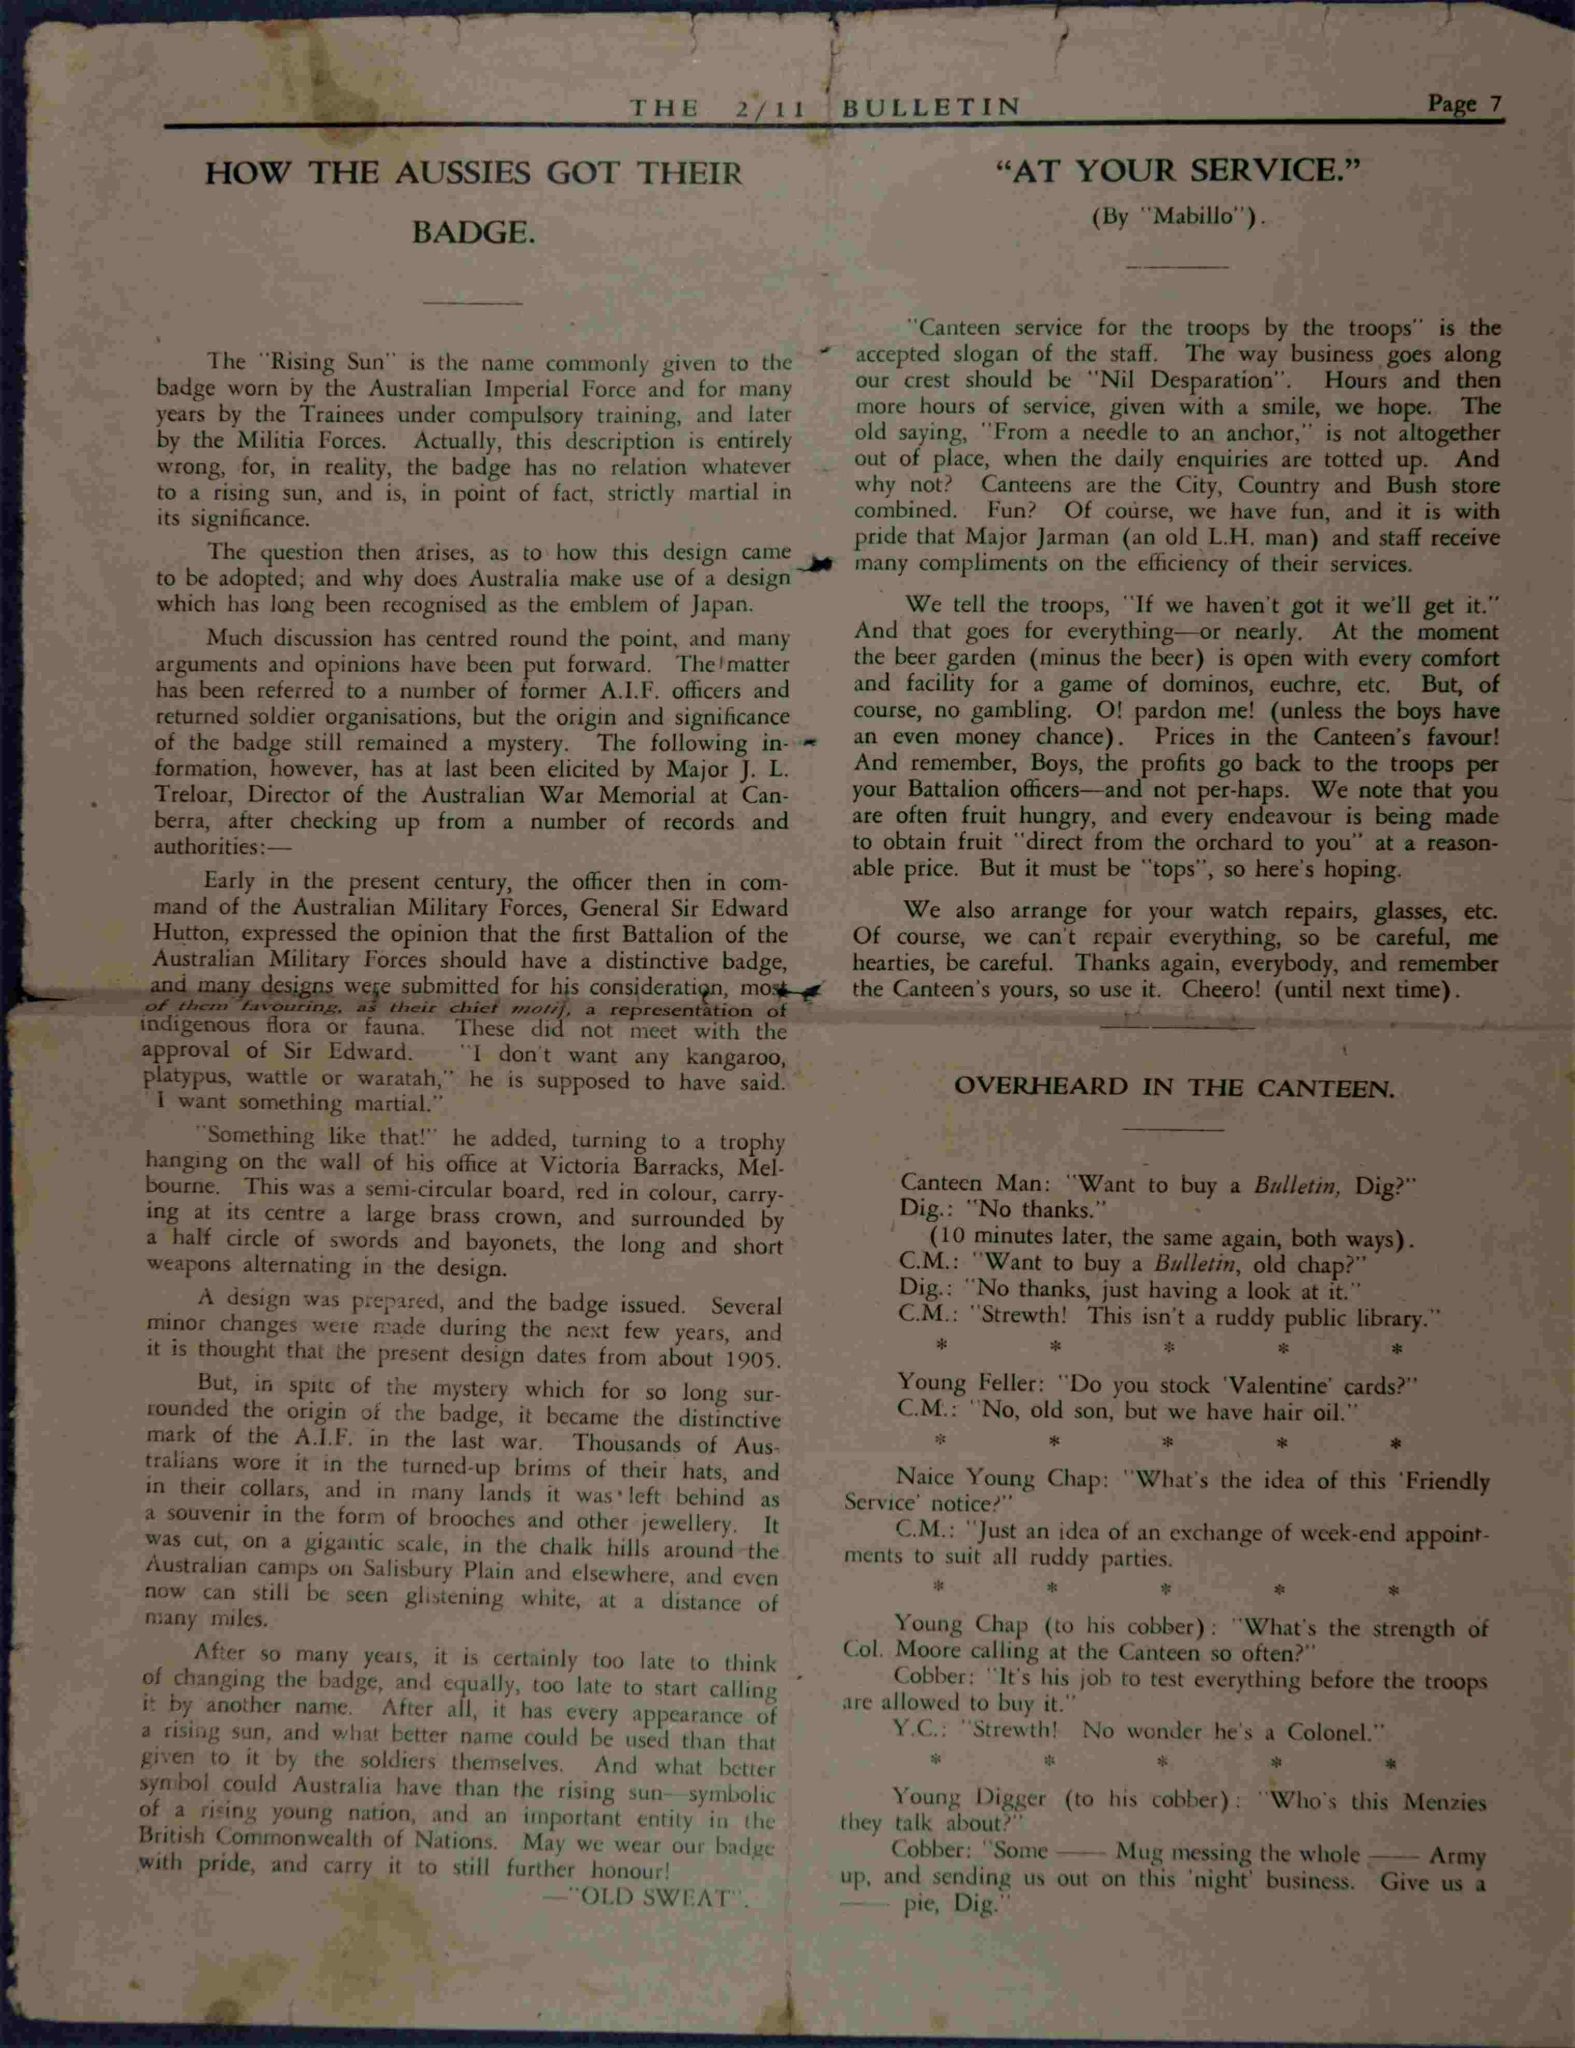 THE 2/11 BULLETIN
Page 7
HOW THE AUSSIES GOT THEIR
BADGE.
The "Rising Sun" is the name commonly given to the
badge worn by the Australian Imperial Force and for many
years by the Trainees under compulsory training, and later
by the Militia Forces. Actually, this description is entirely
wrong, for, in reality, the badge has no relation whatever
to a rising sun, and is, in point of fact, strictly martial in
its significance.
The question then arises, as to how this design came
to be adopted; and why does Australia make use of a design
which has long been recognised as the emblem of Japan.
Much discussion has centred round the point, and many
arguments and opinions have been put forward. The matter
has been referred to a number of former A.I.F. officers and
returned soldier organisations, but the origin and significance
of the badge still remained a mystery. The following in-
formation, however, has at last been elicited by Major J. L.
Treloar, Director of the Australian War Memorial at Can-
berra, after checking up from a number of records and
authorities:—
Early in the present century, the officer then in com-
mand of the Australian Military Forces, General Sir Edward
Hutton, expressed the opinion that the first Battalion of the
Australian Military Forces should have a distinctive badge,
and many designs were submitted for his consideration, most
of them favouring, as their chief motif, a representation of
indigenous flora or fauna. These did not meet with the
approval of Sir Edward. "I don't want any kangaroo,
platypus, wattle or waratah," he is supposed to have said.
"I want something martial."
"Something like that!" he added, turning to a trophy
hanging on the wall of his office at Victoria Barracks, Mel-
bourne. This was a semi-circular board, red in colour, carry-
ing at its centre a large brass crown, and surrounded by
a half circle of swords and bayonets, the long and short
weapons alternating in the design.
A design was prepared, and the badge issued. Several
minor changes were made during the next few years, and
it is thought that the present design dates from about 1905.
But, in spite of the mystery which for so long sur-
rounded the origin of the badge, it became the distinctive
mark of the A.I.F. in the last war. Thousands of Aus-
tralians wore it in the turned-up brims of their hats, and
in their collars, and in many lands it was left behind as
a souvenir in the form of brooches and other jewellery. It
was cut, on a gigantic scale, in the chalk hills around the
Australian camps on Salisbury Plain and elsewhere, and even
now can still be seen glistening white, at a distance of
many miles.
After so many years, it is certainly too late to think
of changing the badge, and equally, too late to start calling
it by another name. After all, it has every appearance of
a rising sun, and what better name could be used than that
given to it by the soldiers themselves. And what better
symbol could Australia have than the rising sun—symbolic
of a rising young nation, and an important entity in the
British Commonwealth of Nations. May we wear our badge
with pride, and carry it to still further honour!
—"OLD SWEAT".
"AT YOUR SERVICE."
(By "Mabillo").
"Canteen service for the troops by the troops" is the
accepted slogan of the staff. The way business goes along
our crest should be "Nil Desparation". Hours and then
more hours of service, given with a smile, we hope. The
old saying, "From a needle to an anchor," is not altogether
out of place, when the daily enquiries are totted up. And
why not? Canteens are the City, Country and Bush store
combined. Fun? Of course, we have fun, and it is with
pride that Major Jarman (an old L.H. man) and staff receive
many compliments on the efficiency of their services.
We tell the troops, "If we haven't got it we'll get it."
And that goes for everything—or nearly. At the moment
the beer garden (minus the beer) is open with every comfort
and facility for a game of dominos, euchre, etc. But, of
course, no gambling. O! pardon me! (unless the boys have
an even money chance). Prices in the Canteen's favour!
And remember, Boys, the profits go back to the troops per
your Battalion officers—and not per-haps. We note that you
are often fruit hungry, and every endeavour is being made
to obtain fruit "direct from the orchard to you" at a reason-
able price. But it must be "tops", so here's hoping.
We also arrange for your watch repairs, glasses, etc.
Of course, we can't repair everything, so be careful, me
hearties, be careful. Thanks again, everybody, and remember
the Canteen's yours, so use it. Cheero! (until next time).
OVERHEARD IN THE CANTEEN.
Canteen Man: "Want to buy a Bulletin, Dig?"
Dig.: "No thanks."
(10 minutes later, the same again, both ways).
C.M.: "Want to buy a Bulletin, old chap?"
Dig.: "No thanks, just having a look at it."
C.M.: "Strewth! This isn't a ruddy public library."
* * * * *
Young Feller: "Do you stock 'Valentine' cards?"
C.M.: "No, old son, but we have hair oil."
* * * * *
Naice Young Chap: "What's the idea of this 'Friendly
Service' notice?"
C.M.: "Just an idea of an exchange of week-end appoint-
ments to suit all ruddy parties.
* * * * *
Young Chap (to his cobber): "What's the strength of
Col. Moore calling at the Canteen so often?"
Cobber: "It's his job to test everything before the troops
are allowed to buy it."
Y.C.: "Strewth! No wonder he's a Colonel."
* * * * *
Young Digger (to his cobber): "Who's this Menzies
they talk about?"
Cobber: "Some —— Mug messing the whole —— Army
up, and sending us out on this 'night' business. Give us a
—— pie, Dig."